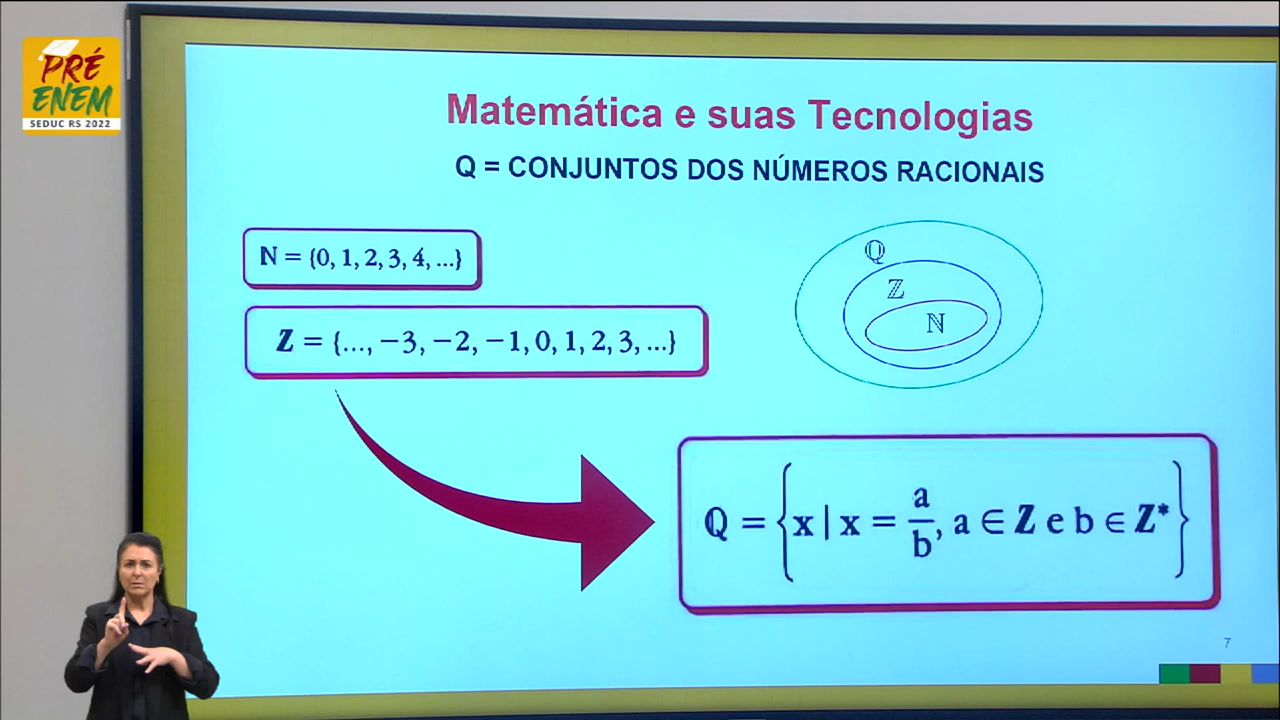 PRÉ
ENEM
SEDUC RS 2022
Matemática e suas Tecnologias
Q = CONJUNTOS DOS NÚMEROS RACIONAIS
ℕ = {0, 1, 2, 3, 4, ...}
ℤ = {..., −3, −2, −1, 0, 1, 2, 3, ...}
ℚ
ℤ
ℕ
ℚ = {x | x = a/b, a ∈ ℤ e b ∈ ℤ*}
7